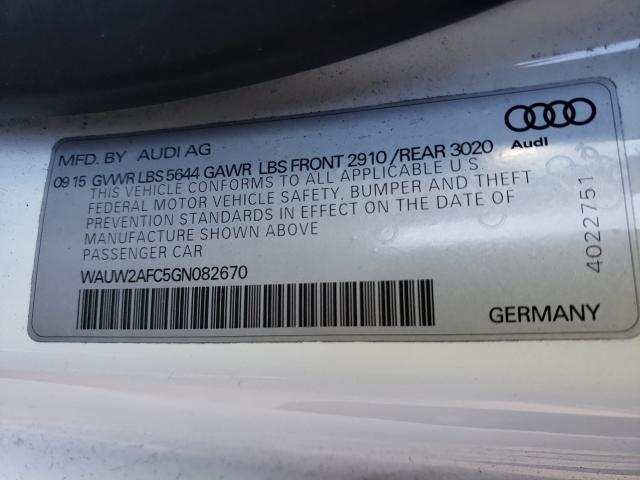 MFD. BY AUDI AG
Audi
09 15 GVWR LBS 5644 GAWR LBS FRONT 2910 /REAR 3020
THIS VEHICLE CONFORMS TO ALL APPLICABLE U.S.
FEDERAL MOTOR VEHICLE SAFETY, BUMPER AND THEFT
PREVENTION STANDARDS IN EFFECT ON THE DATE OF
MANUFACTURE SHOWN ABOVE
PASSENGER CAR
WAUW2AFC5GN082670
GERMANY
4022751